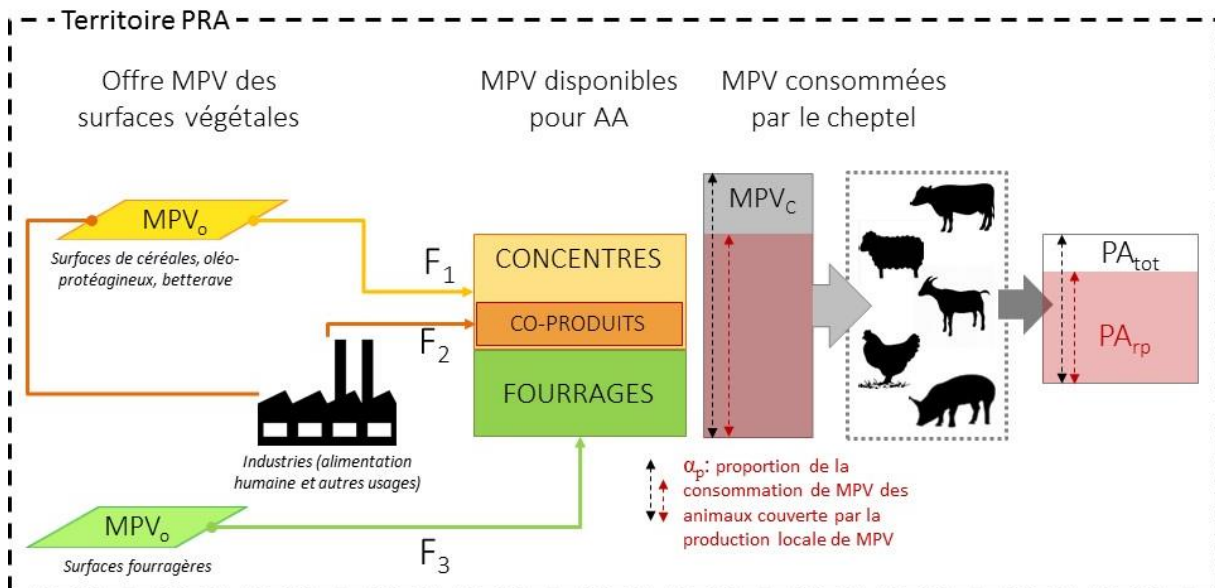 Territoire PRA
Offre MPV des
surfaces végétales
MPV disponibles
pour AA
MPV consommées
par le cheptel
MPVo
Surfaces de céréales, oléo-
protéagineux, betterave
F1
CONCENTRES
F2
CO-PRODUITS
FOURRAGES
Industries (alimentation
humaine et autres usages)
MPVo
Surfaces fourragères
F3
MPVC
PAtot
PArp
αp: proportion de la
consommation de MPV des
animaux couverte par la
production locale de MPV